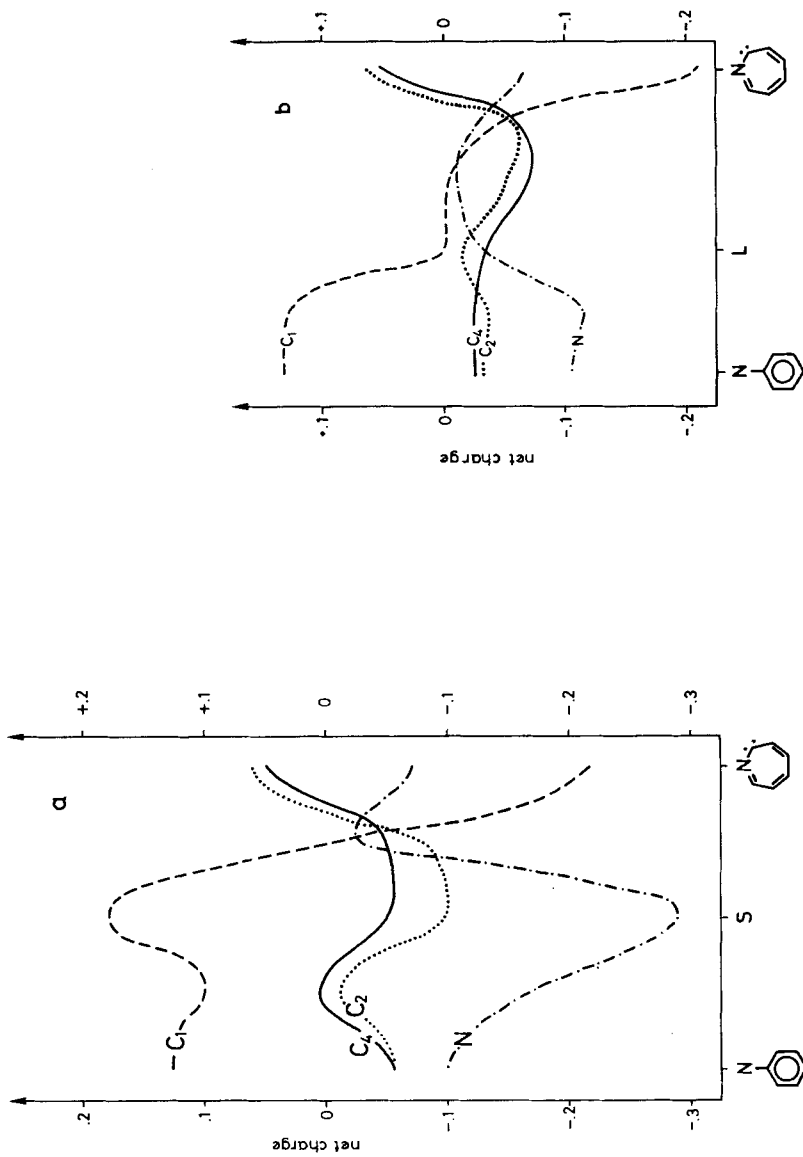 a
net charge
.2
.1
0
-.1
-.2
-.3
+.2
+.1
0
-.1
-.2
-.3
C₁
C₂
C₄
N
N
S
N
b
net charge
+.1
0
-.1
-.2
+.1
0
-.1
-.2
C₁
C₄
C₂
N
N
L
N